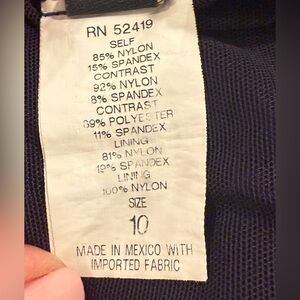 RN 52419
SELF
85% NYLON
15% SPANDEX
CONTRAST
92% NYLON
8% SPANDEX
CONTRAST
89% POLYESTER
11% SPANDEX
LINING
81% NYLON
19% SPANDEX
LINING
100% NYLON
SIZE
10
MADE IN MEXICO WITH
IMPORTED FABRIC